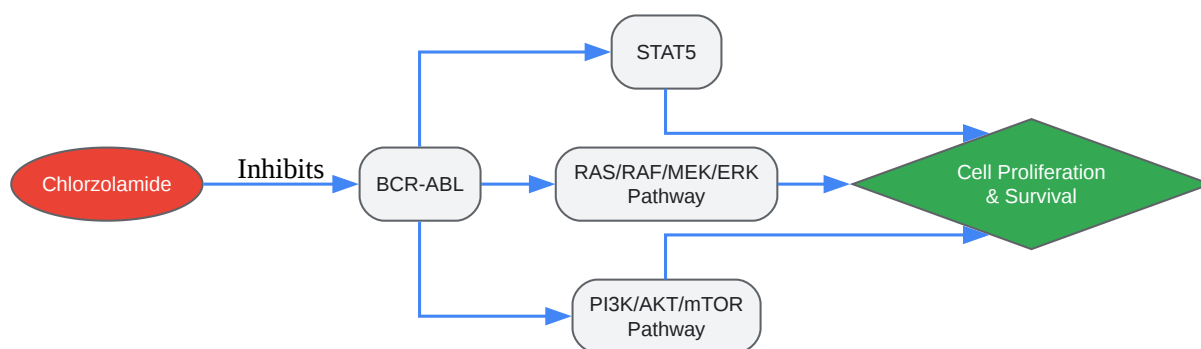 STAT5
Chlorzolamide
Inhibits
BCR-ABL
RAS/RAF/MEK/ERK
Pathway
Cell Proliferation
& Survival
PI3K/AKT/mTOR
Pathway